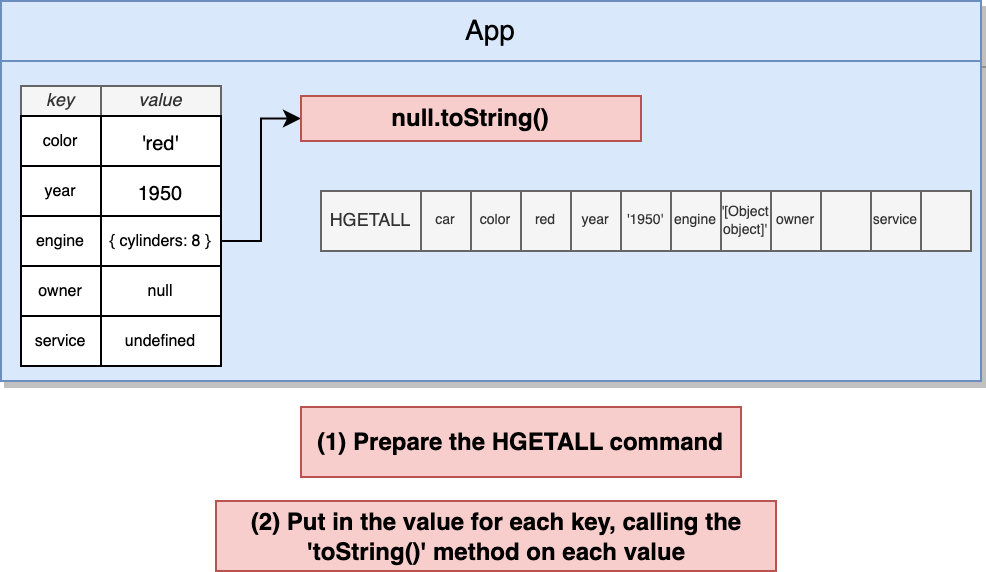 App
key value
color 'red'
year 1950
engine { cylinders: 8 }
owner null
service undefined
null.toString()
HGETALL car color red year '1950' engine '[Object object]' owner service
(1) Prepare the HGETALL command
(2) Put in the value for each key, calling the
'toString()' method on each value